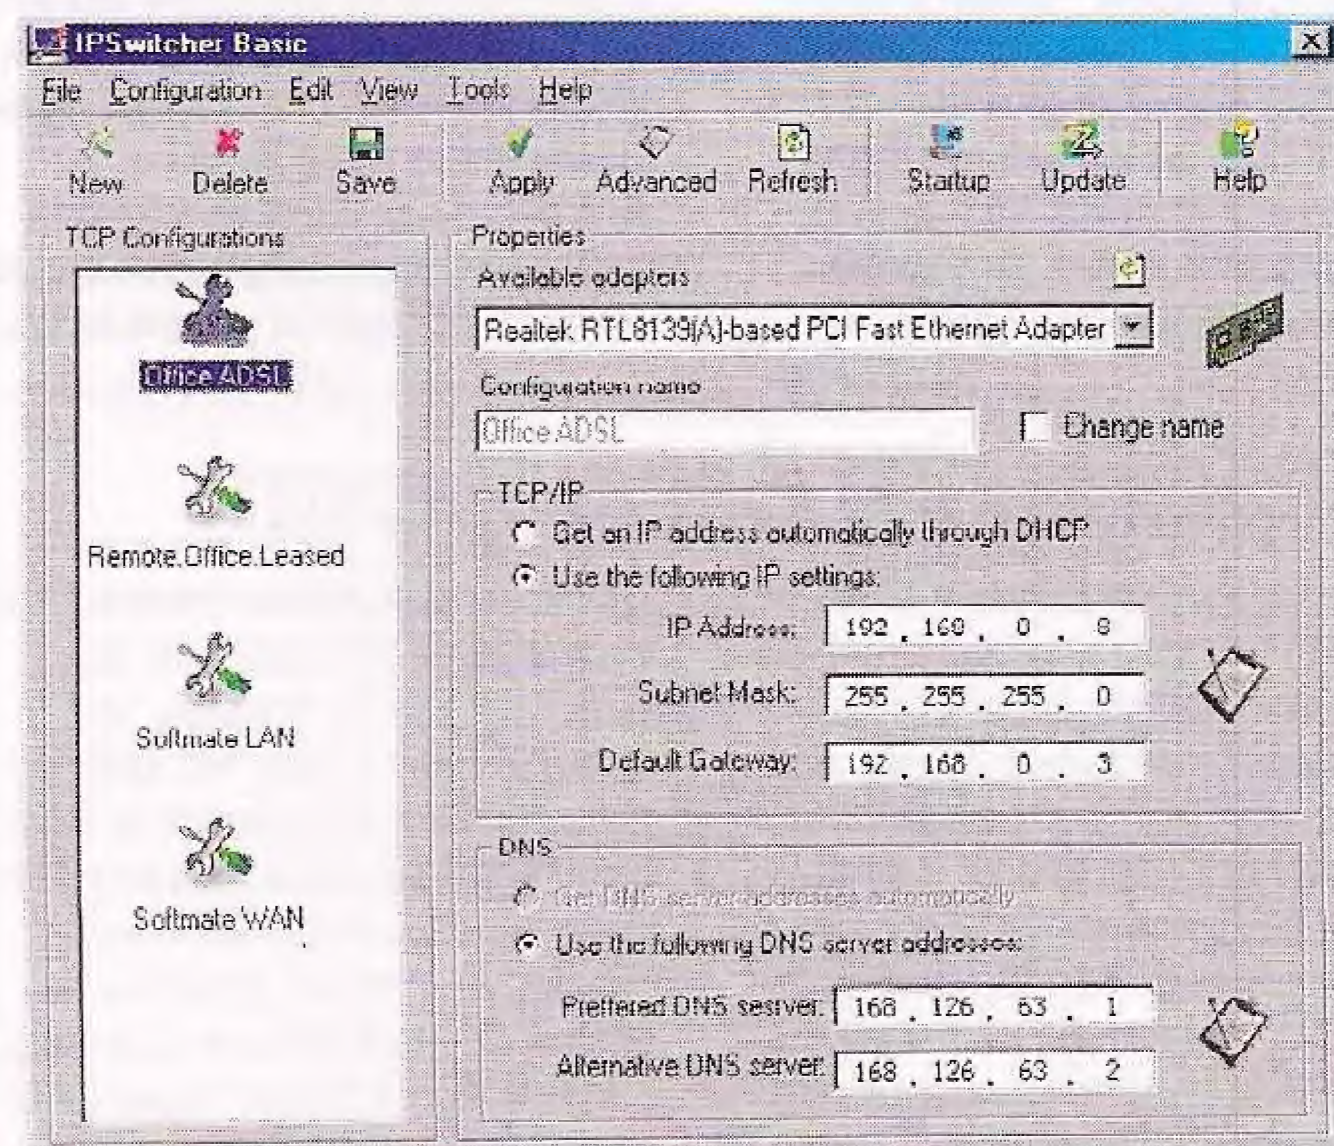 IPSwitcher Basic
File Configuration Edit View Tools Help
New Delete Save Apply Advanced Refresh Startup Update Help
TCP Configurations
Office ADSL
Remote.Office.Leased
Softmate LAN
Softmate WAN
Properties
Available adapters
Realtek RTL8139(A)-based PCI Fast Ethernet Adapter
Configuration name
Office ADSL
Change name
TCP/IP
Get an IP address automatically through DHCP
Use the following IP settings:
IP Address: 192 . 168 . 0 . 8
Subnet Mask: 255 . 255 . 255 . 0
Default Gateway: 192 . 168 . 0 . 3
DNS
Get DNS server addresses automatically
Use the following DNS server addresses:
Preffered DNS sesrver: 168 . 126 . 63 . 1
Alternative DNS server: 168 . 126 . 63 . 2